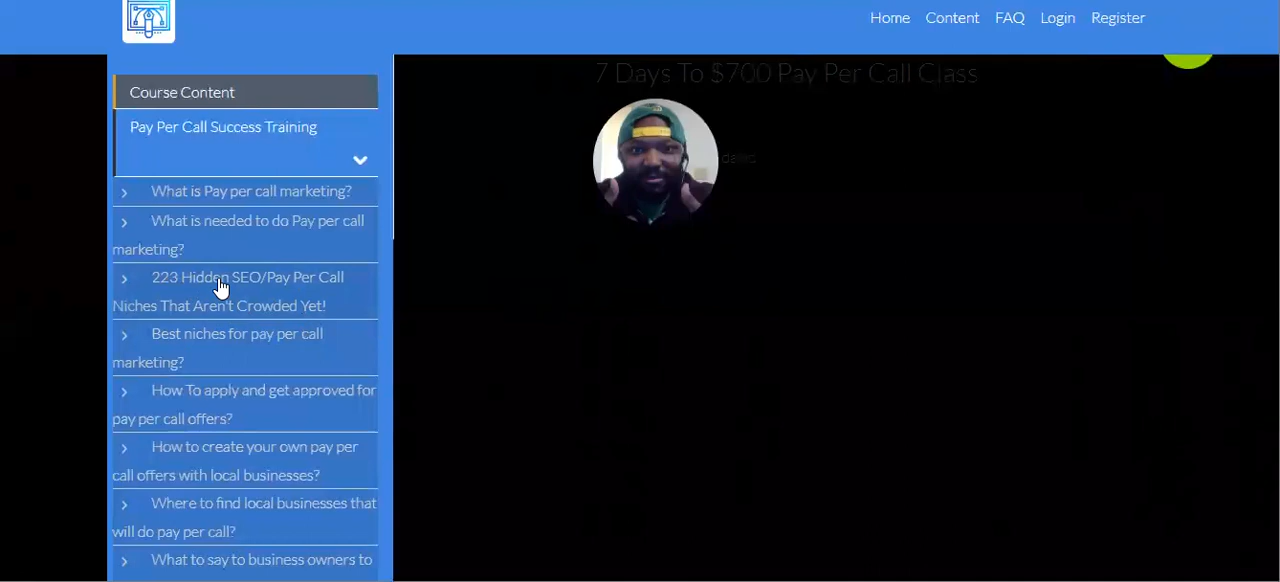 Home Content FAQ Login Register
7 Days To $700 Pay Per Call Class
Course Content
Pay Per Call Success Training
What is Pay per call marketing?
What is needed to do Pay per call
marketing?
223 Hidden SEO/Pay Per Call
Niches That Aren't Crowded Yet!
Best niches for pay per call
marketing?
How To apply and get approved for
pay per call offers?
How to create your own pay per
call offers with local businesses?
Where to find local businesses that
will do pay per call?
What to say to business owners to